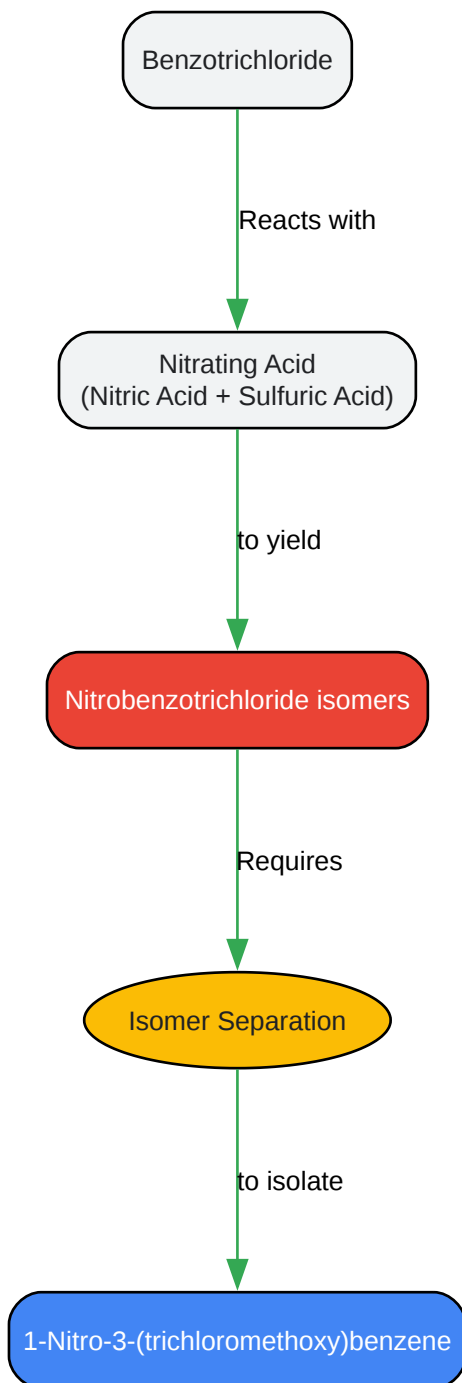 Benzotrichloride
Reacts with
Nitrating Acid
(Nitric Acid + Sulfuric Acid)
to yield
Nitrobenzotrichloride isomers
Requires
Isomer Separation
to isolate
1-Nitro-3-(trichloromethoxy)benzene